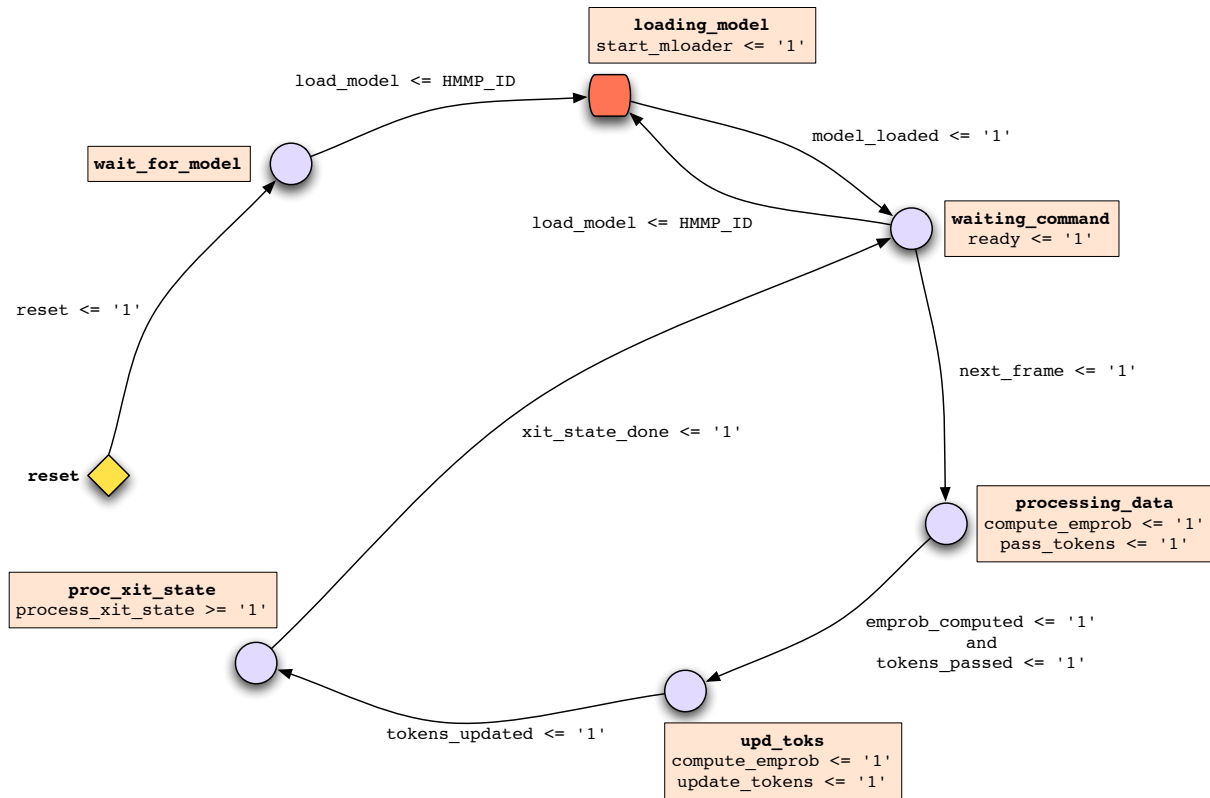 loading_model
start_mloader <= '1'
load_model <= HMMP_ID
model_loaded <= '1'
wait_for_model
load_model <= HMMP_ID
waiting_command
ready <= '1'
reset <= '1'
next_frame <= '1'
xit_state_done <= '1'
reset
processing_data
compute_emprob <= '1'
pass_tokens <= '1'
proc_xit_state
process_xit_state >= '1'
emprob_computed <= '1'
and
tokens_passed <= '1'
tokens_updated <= '1'
upd_toks
compute_emprob <= '1'
update_tokens <= '1'